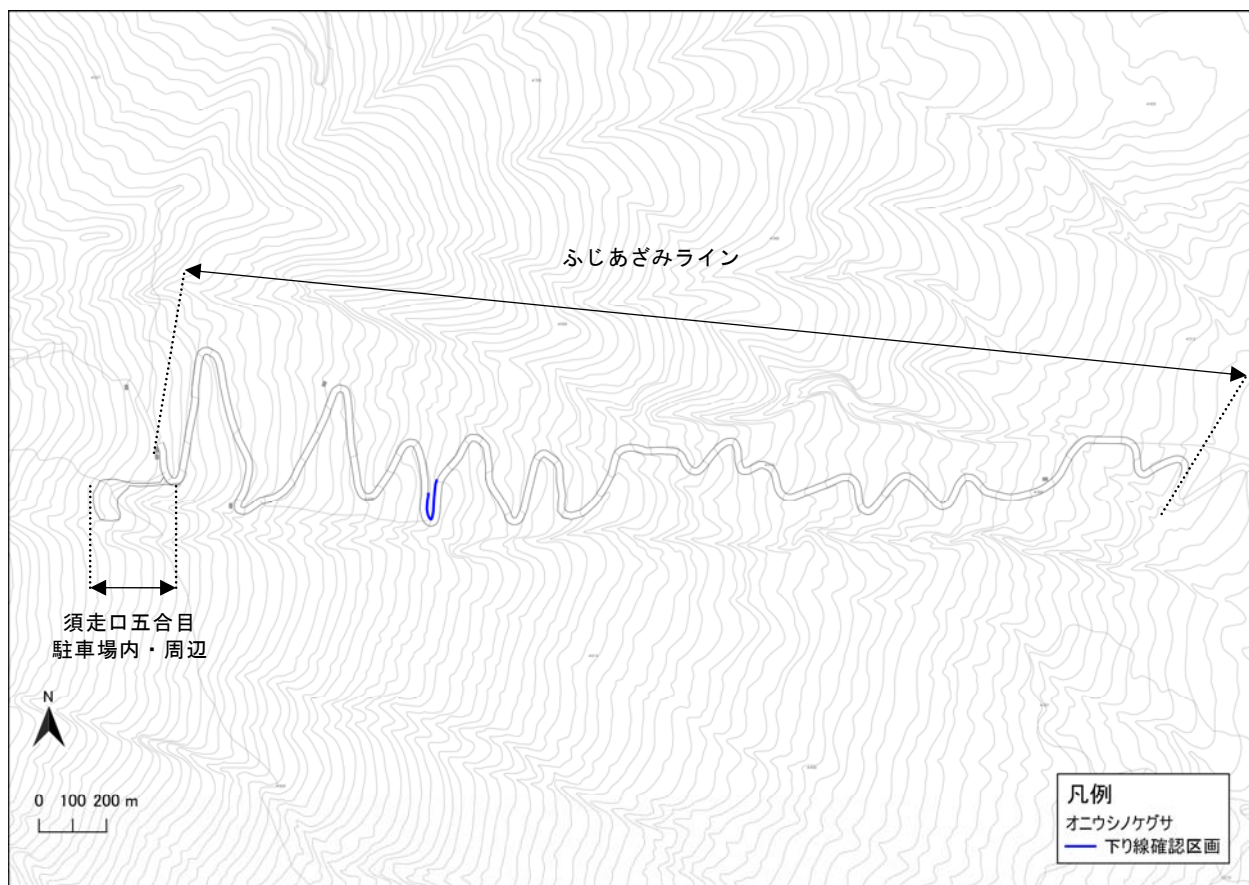 ふじあざみライン
須走口五合目
駐車場内・周辺
N
0 100 200 m
凡例
オニウシノケグサ
下り線確認区画